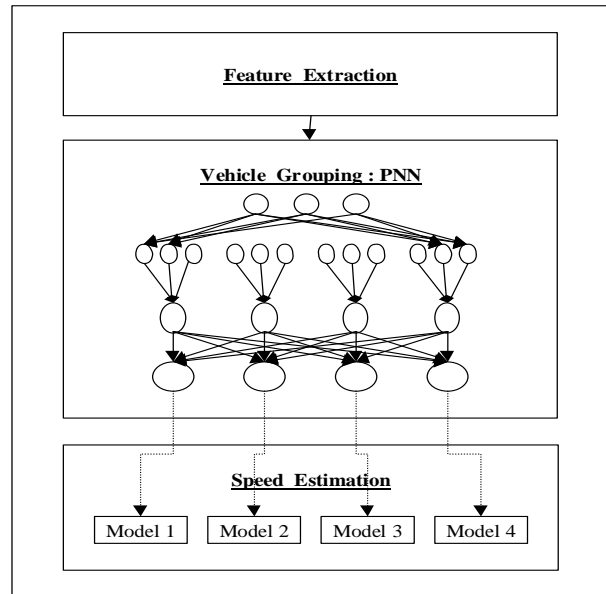 Feature Extraction
Vehicle Grouping : PNN
Speed Estimation
Model 1 Model 2 Model 3 Model 4